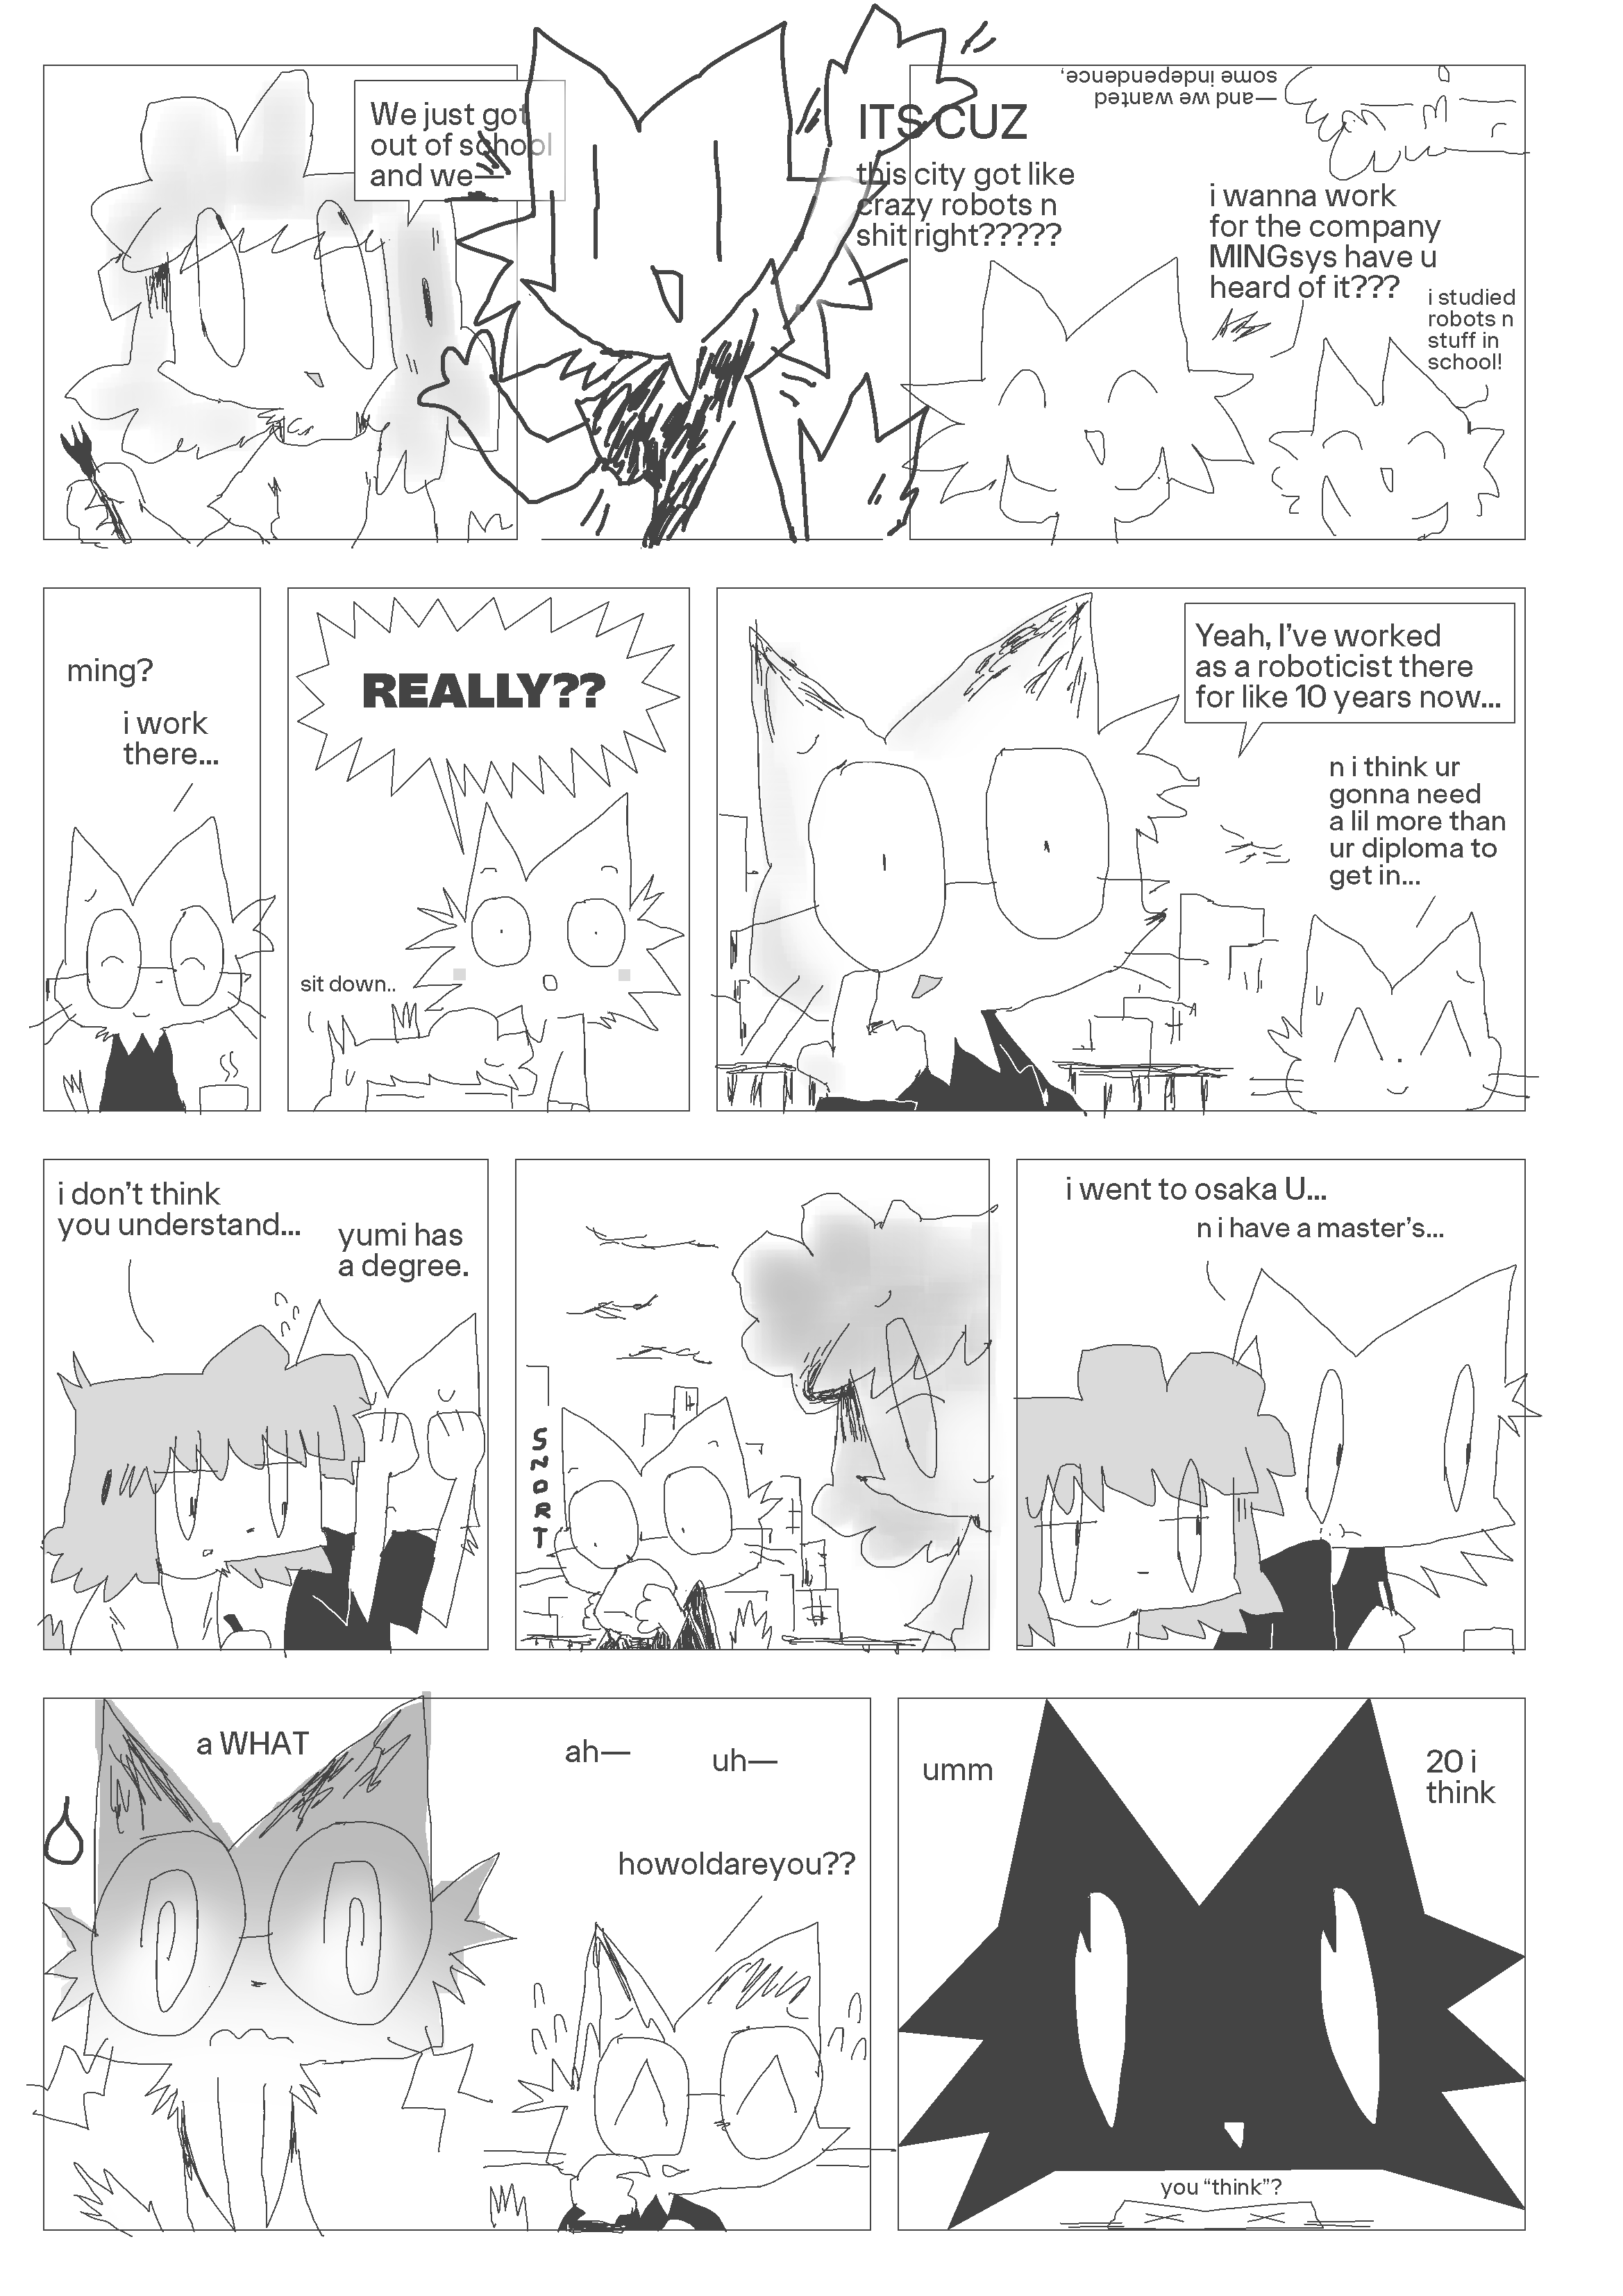 We just got
out of school
and we—
ITS CUZ
this city got like
crazy robots n
shit right?????
—and we wanted
some independence,
i wanna work
for the company
MINGsys have u
heard of it???
i studied
robots n
stuff in
school!
ming?
i work
there...
REALLY??
sit down..
Yeah, I've worked
as a roboticist there
for like 10 years now...
n i think ur
gonna need
a lil more than
ur diploma to
get in...
i don't think
you understand...
yumi has
a degree.
SNORT
i went to osaka U...
n i have a master's...
a WHAT
ah—
uh—
howoldareyou??
umm
20 i
think
you “think”?